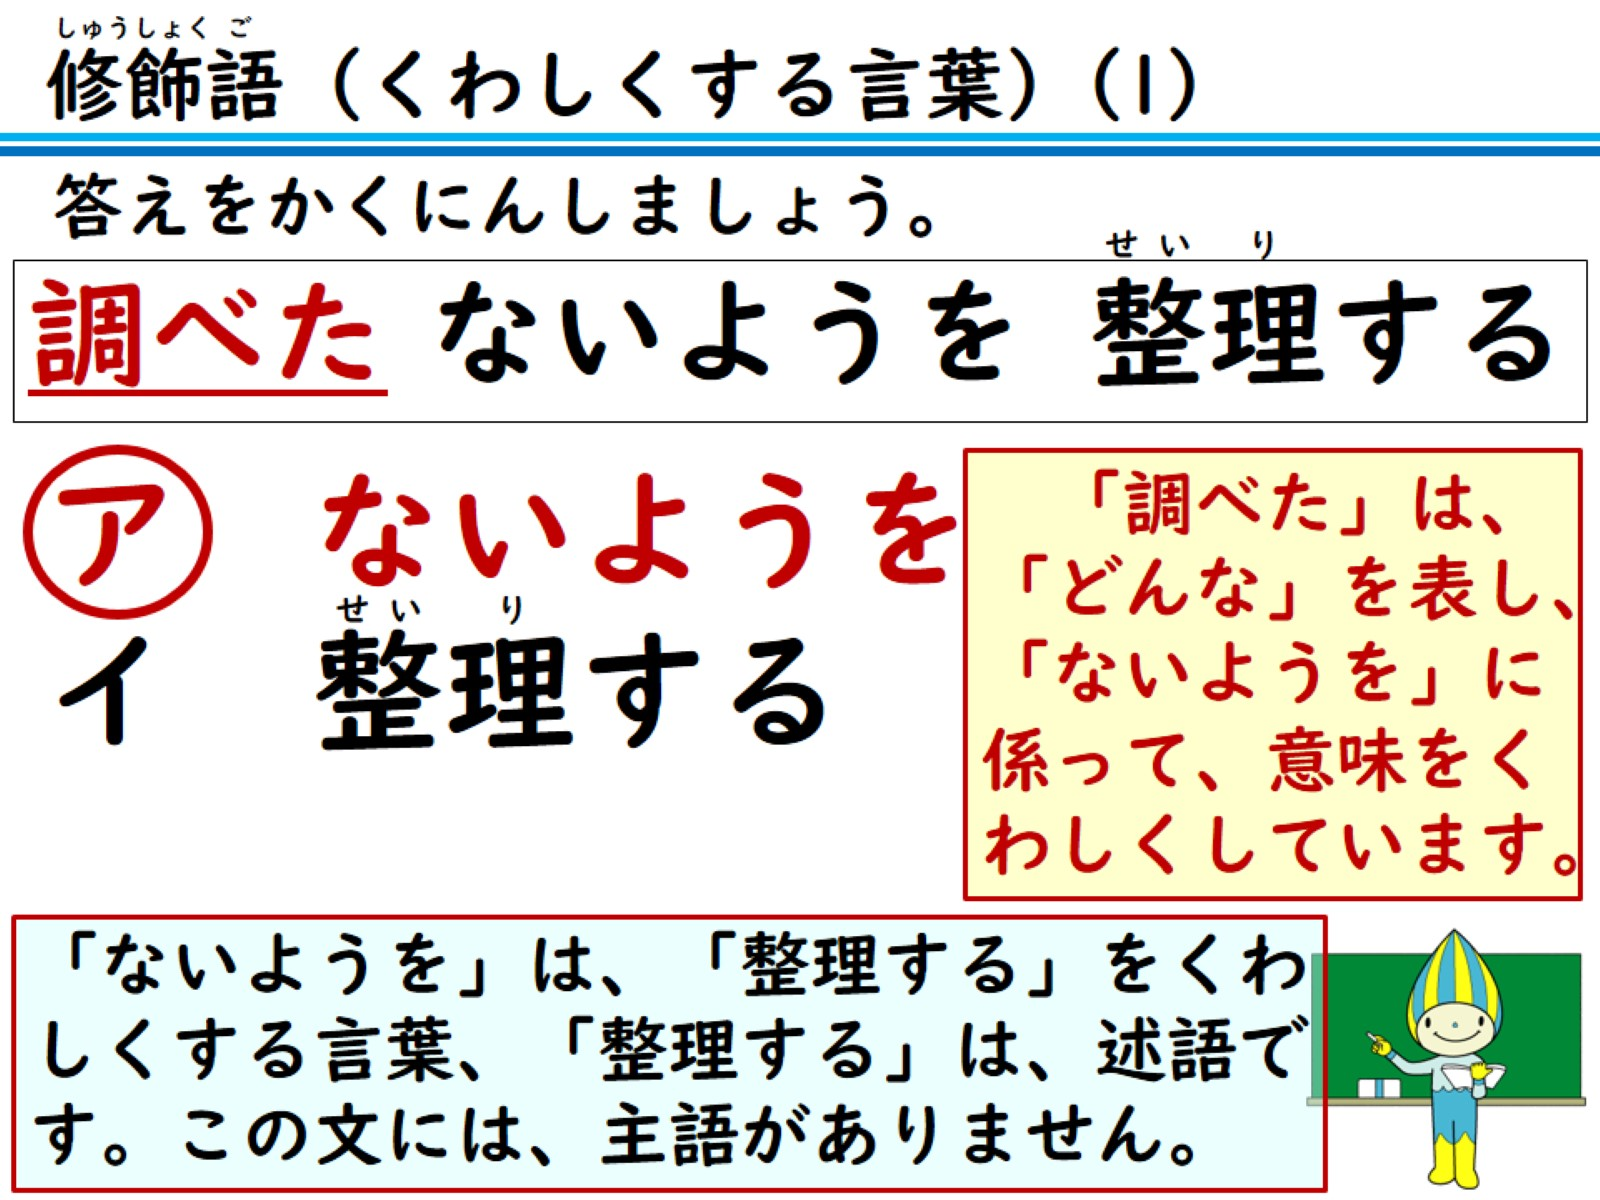 しゅうしょく ご
修飾語（くわしくする言葉）（1）
答えをかくにんしましょう。
せい り
調べた ないようを 整理する
ア ないようを
せい り
イ 整理する
「調べた」は、
「どんな」を表し、
「ないようを」に
係って、意味をく
わしくしています。
「ないようを」は、「整理する」をくわ
しくする言葉、「整理する」は、述語で
す。この文には、主語がありません。